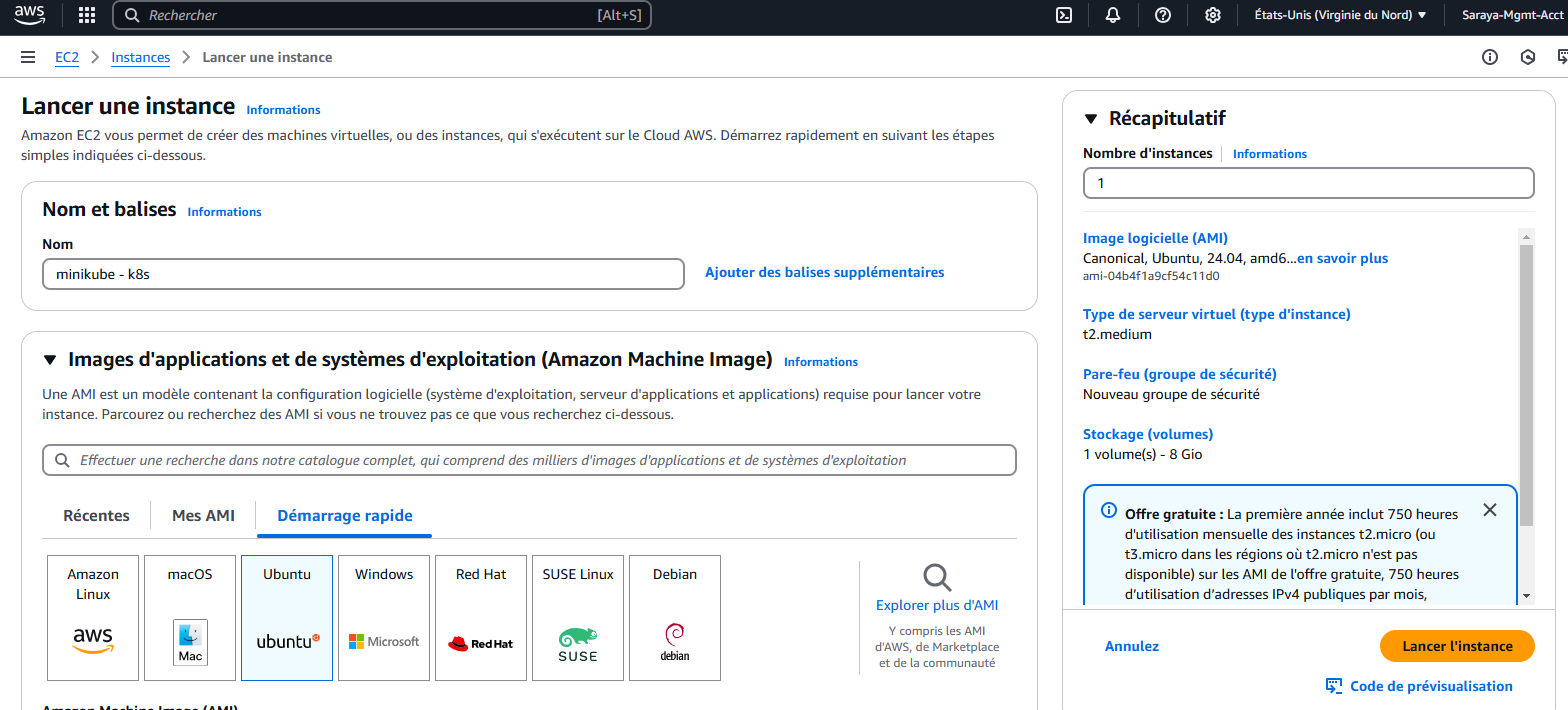 aws
Rechercher
[Alt+S]
États-Unis (Virginie du Nord)
Saraya-Mgmt-Acct
EC2
Instances
Lancer une instance
Lancer une instance
Informations
Amazon EC2 vous permet de créer des machines virtuelles, ou des instances, qui s'exécutent sur le Cloud AWS. Démarrez rapidement en suivant les étapes
simples indiquées ci-dessous.
Nom et balises
Informations
Nom
minikube - k8s
Ajouter des balises supplémentaires
Images d'applications et de systèmes d'exploitation (Amazon Machine Image)
Informations
Une AMI est un modèle contenant la configuration logicielle (système d'exploitation, serveur d'applications et applications) requise pour lancer votre
instance. Parcourez ou recherchez des AMI si vous ne trouvez pas ce que vous recherchez ci-dessous.
Effectuer une recherche dans notre catalogue complet, qui comprend des milliers d'images d'applications et de systèmes d'exploitation
Récentes
Mes AMI
Démarrage rapide
Amazon
Linux
aws
macOS
Mac
Ubuntu
ubuntu
Windows
Microsoft
Red Hat
Red Hat
SUSE Linux
SUSE
Debian
debian
Explorer plus d'AMI
Y compris les AMI
d'AWS, de Marketplace
et de la communauté
Amazon Machine Image (AMI)
Récapitulatif
Nombre d'instances
Informations
1
Image logicielle (AMI)
Canonical, Ubuntu, 24.04, amd6...en savoir plus
ami-04b4f1a9cf54c11d0
Type de serveur virtuel (type d'instance)
t2.medium
Pare-feu (groupe de sécurité)
Nouveau groupe de sécurité
Stockage (volumes)
1 volume(s) - 8 Gio
Offre gratuite : La première année inclut 750 heures
d'utilisation mensuelle des instances t2.micro (ou
t3.micro dans les régions où t2.micro n'est pas
disponible) sur les AMI de l'offre gratuite, 750 heures
d'utilisation d'adresses IPv4 publiques par mois,
Annulez
Lancer l'instance
Code de prévisualisation